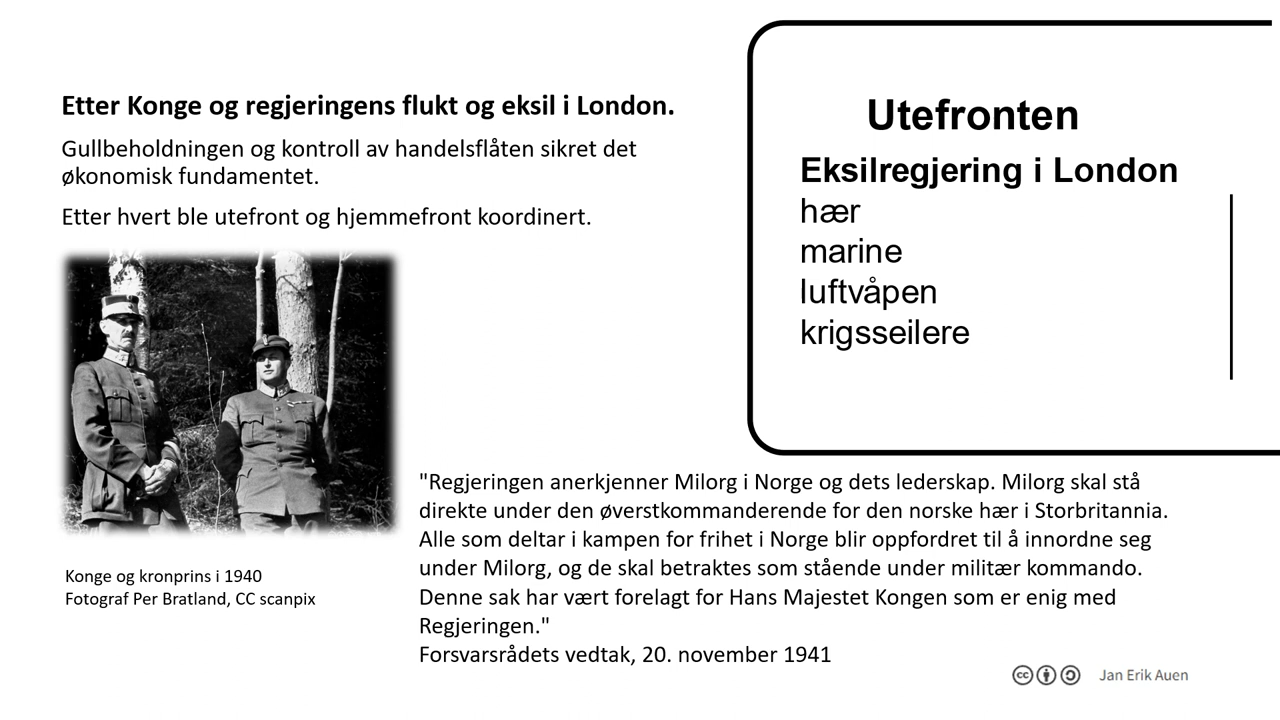 Etter Konge og regjeringens flukt og eksil i London.
Gullbeholdningen og kontroll av handelsflåten sikret det
økonomisk fundamentet.
Etter hvert ble utefront og hjemmefront koordinert.
Utefronten
Eksilregjering i London
hær
marine
luftvåpen
krigsseilere
Konge og kronprins i 1940
Fotograf Per Bratland, CC scanpix
"Regjeringen anerkjenner Milorg i Norge og dets lederskap. Milorg skal stå
direkte under den øverstkommanderende for den norske hær i Storbritannia.
Alle som deltar i kampen for frihet i Norge blir oppfordret til å innordne seg
under Milorg, og de skal betraktes som stående under militær kommando.
Denne sak har vært forelagt for Hans Majestet Kongen som er enig med
Regjeringen."
Forsvarsrådets vedtak, 20. november 1941
cc Jan Erik Auen